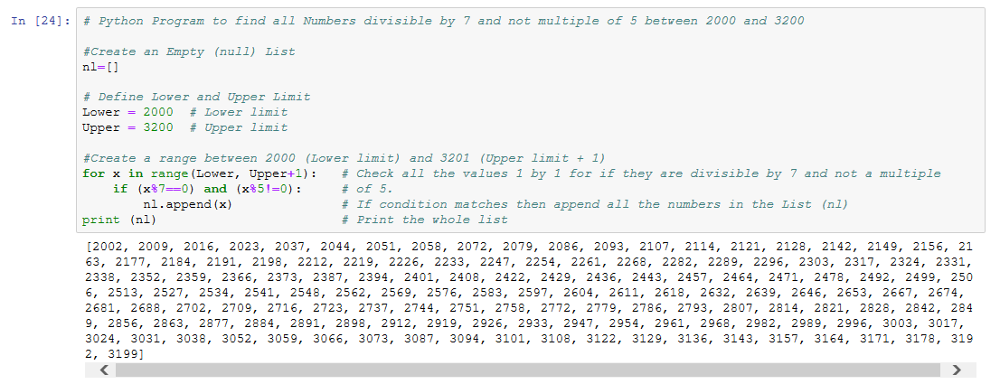 In [24]: # Python Program to find all Numbers divisible by 7 and not multiple of 5 between 2000 and 3200
#Create an Empty (null) List
nl=[]
# Define Lower and Upper Limit
Lower = 2000  # Lower limit
Upper = 3200  # Upper limit
#Create a range between 2000 (Lower limit) and 3201 (Upper limit + 1)
for x in range(Lower, Upper+1):   # Check all the values 1 by 1 for if they are divisible by 7 and not a multiple
    if (x%7==0) and (x%5!=0):     # of 5.
        nl.append(x)              # If condition matches then append all the numbers in the List (nl)
print (nl)                        # Print the whole list
[2002, 2009, 2016, 2023, 2037, 2044, 2051, 2058, 2072, 2079, 2086, 2093, 2107, 2114, 2121, 2128, 2142, 2149, 2156, 21
63, 2177, 2184, 2191, 2198, 2212, 2219, 2226, 2233, 2247, 2254, 2261, 2268, 2282, 2289, 2296, 2303, 2317, 2324, 2331,
2338, 2352, 2359, 2366, 2373, 2387, 2394, 2401, 2408, 2422, 2429, 2436, 2443, 2457, 2464, 2471, 2478, 2492, 2499, 250
6, 2513, 2527, 2534, 2541, 2548, 2562, 2569, 2576, 2583, 2597, 2604, 2611, 2618, 2632, 2639, 2646, 2653, 2667, 2674,
2681, 2688, 2702, 2709, 2716, 2723, 2737, 2744, 2751, 2758, 2772, 2779, 2786, 2793, 2807, 2814, 2821, 2828, 2842, 284
9, 2856, 2863, 2877, 2884, 2891, 2898, 2912, 2919, 2926, 2933, 2947, 2954, 2961, 2968, 2982, 2989, 2996, 3003, 3017,
3024, 3031, 3038, 3052, 3059, 3066, 3073, 3087, 3094, 3101, 3108, 3122, 3129, 3136, 3143, 3157, 3164, 3171, 3178, 319
2, 3199]